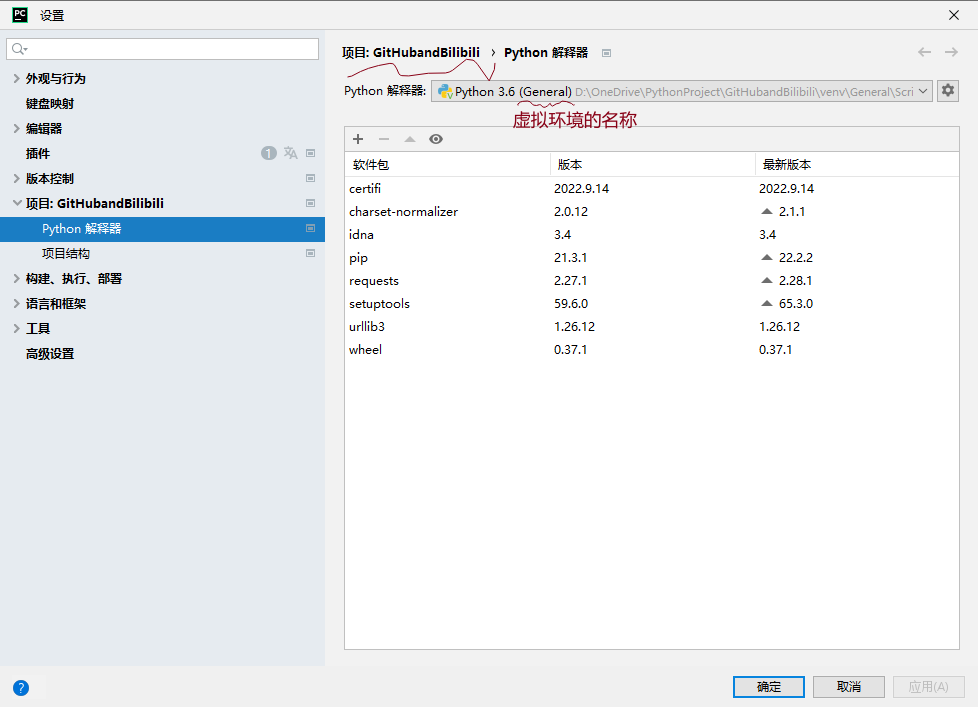 PC 设置
外观与行为
键盘映射
编辑器
插件 1
版本控制
项目: GitHubandBilibili
Python 解释器
项目结构
构建、执行、部署
语言和框架
工具
高级设置
项目: GitHubandBilibili › Python 解释器
Python 解释器: Python 3.6 (General) D:\OneDrive\PythonProject\GitHubandBilibili\venv\General\Scri
虚拟环境的名称
软件包 版本 最新版本
certifi 2022.9.14 2022.9.14
charset-normalizer 2.0.12 2.1.1
idna 3.4 3.4
pip 21.3.1 22.2.2
requests 2.27.1 2.28.1
setuptools 59.6.0 65.3.0
urllib3 1.26.12 1.26.12
wheel 0.37.1 0.37.1
? 确定 取消 应用(A)